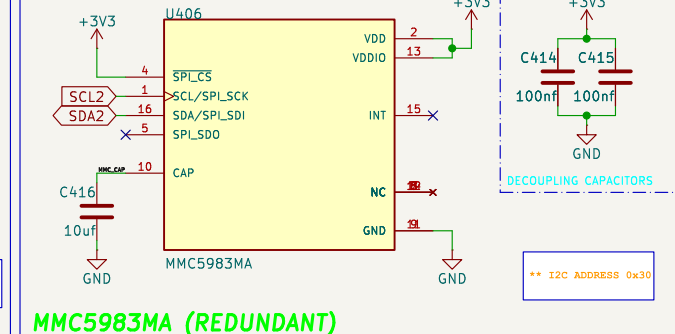 U406
+3V3
+3V3
+3V3
VDD 2
VDDIO 13
4 SPI_CS
1 SCL/SPI_SCK
16 SDA/SPI_SDI
5 SPI_SDO
SCL2
SDA2
INT 15
10 CAP
MMC_CAP
NC
GND
C416
10uf
GND
GND
MMC5983MA
C414 C415
100nf 100nf
GND
DECOUPLING CAPACITORS
** I2C ADDRESS 0x30
MMC5983MA (REDUNDANT)